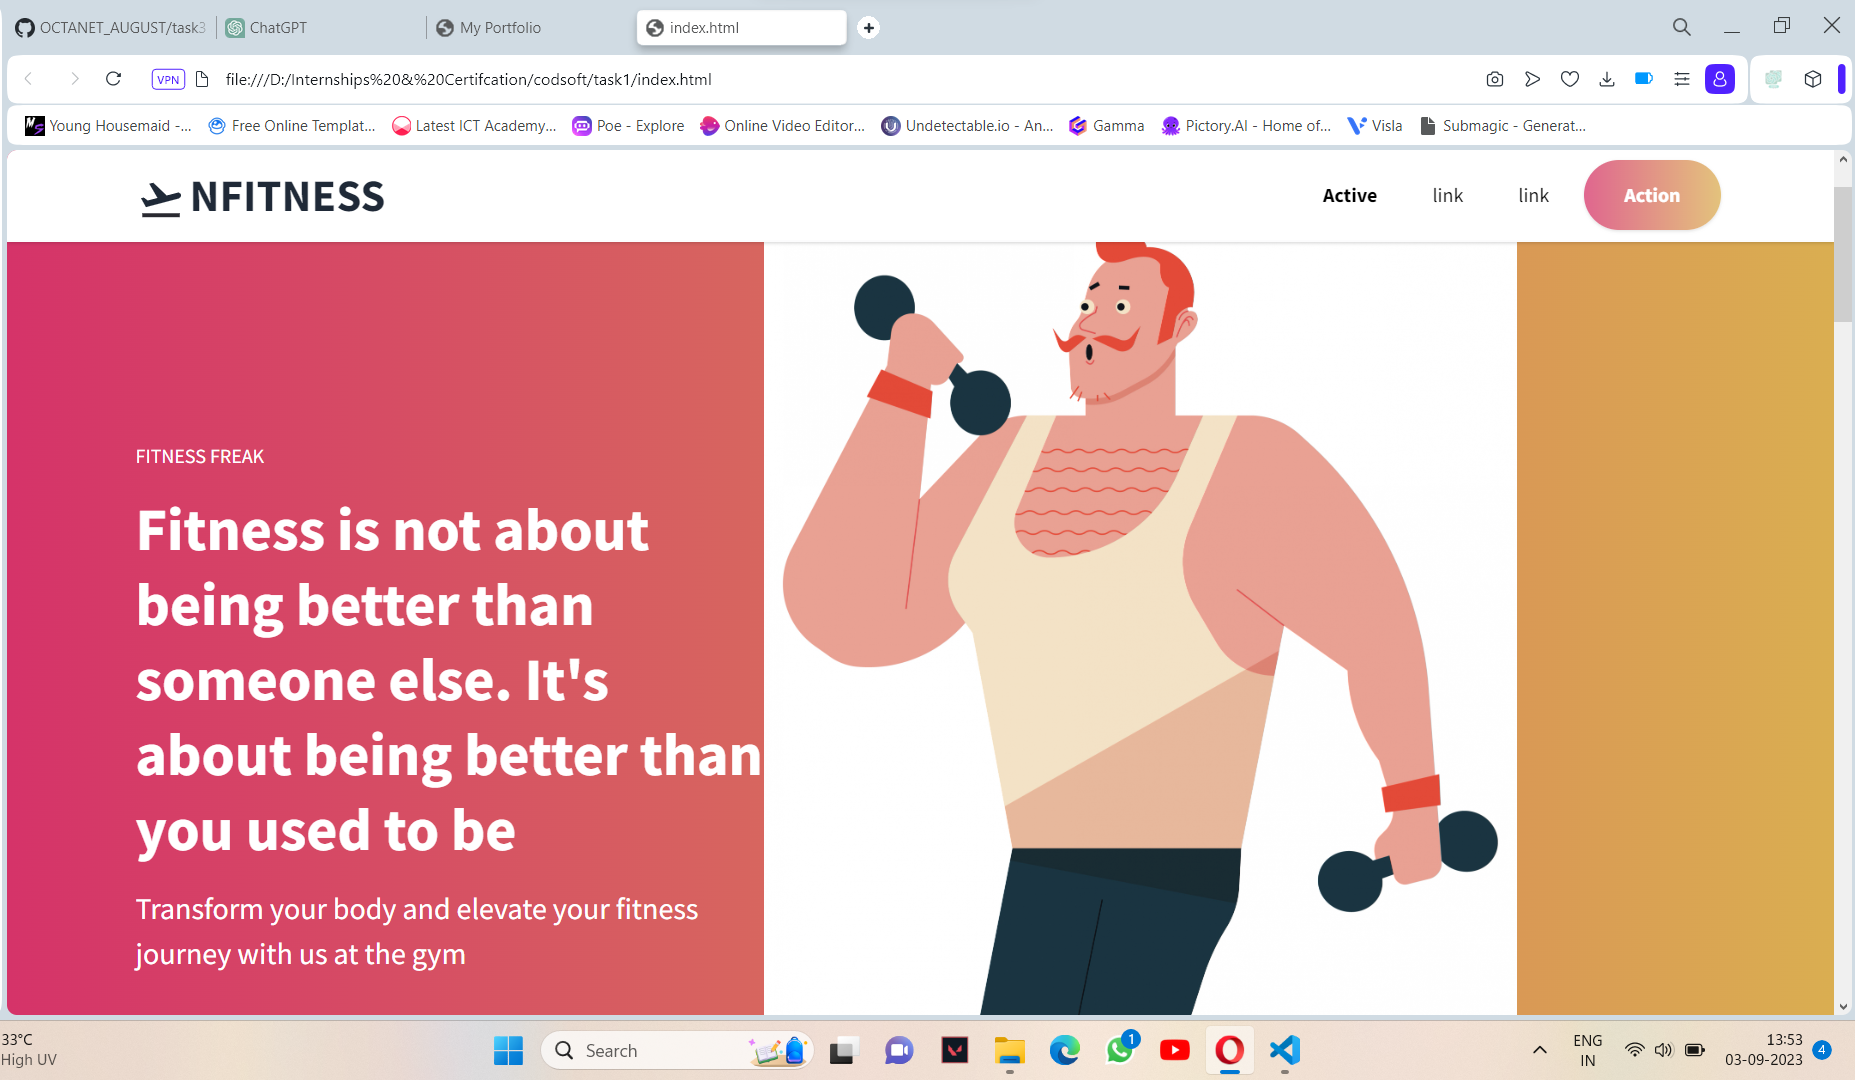 OCTANET_AUGUST/task3
ChatGPT
My Portfolio
index.html
VPN
file:///D:/Internships%20&%20Certifcation/codsoft/task1/index.html
Young Housemaid -...
Free Online Templat...
Latest ICT Academy...
Poe - Explore
Online Video Editor...
Undetectable.io - An...
Gamma
Pictory.AI - Home of...
Visla
Submagic - Generat...
NFITNESS
Active
link
link
Action
FITNESS FREAK
Fitness is not about
being better than
someone else. It's
about being better than
you used to be
Transform your body and elevate your fitness
journey with us at the gym
33°C
High UV
Search
1
ENG
IN
13:53
03-09-2023
4